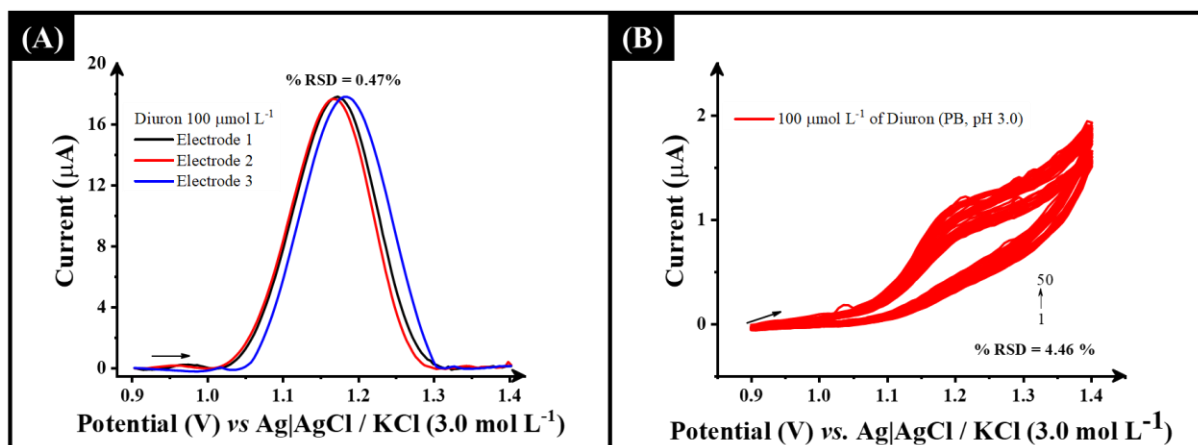 (A)
% RSD = 0.47%
Diuron 100 μmol L⁻¹
Electrode 1
Electrode 2
Electrode 3
Current (μA)
20
16
12
8
4
0
0.9 1.0 1.1 1.2 1.3 1.4
Potential (V) vs Ag|AgCl / KCl (3.0 mol L⁻¹)
(B)
100 μmol L⁻¹ of Diuron (PB, pH 3.0)
Current (μA)
2
1
0
50
1
% RSD = 4.46 %
0.9 1.0 1.1 1.2 1.3 1.4
Potential (V) vs. Ag|AgCl / KCl (3.0 mol L⁻¹)